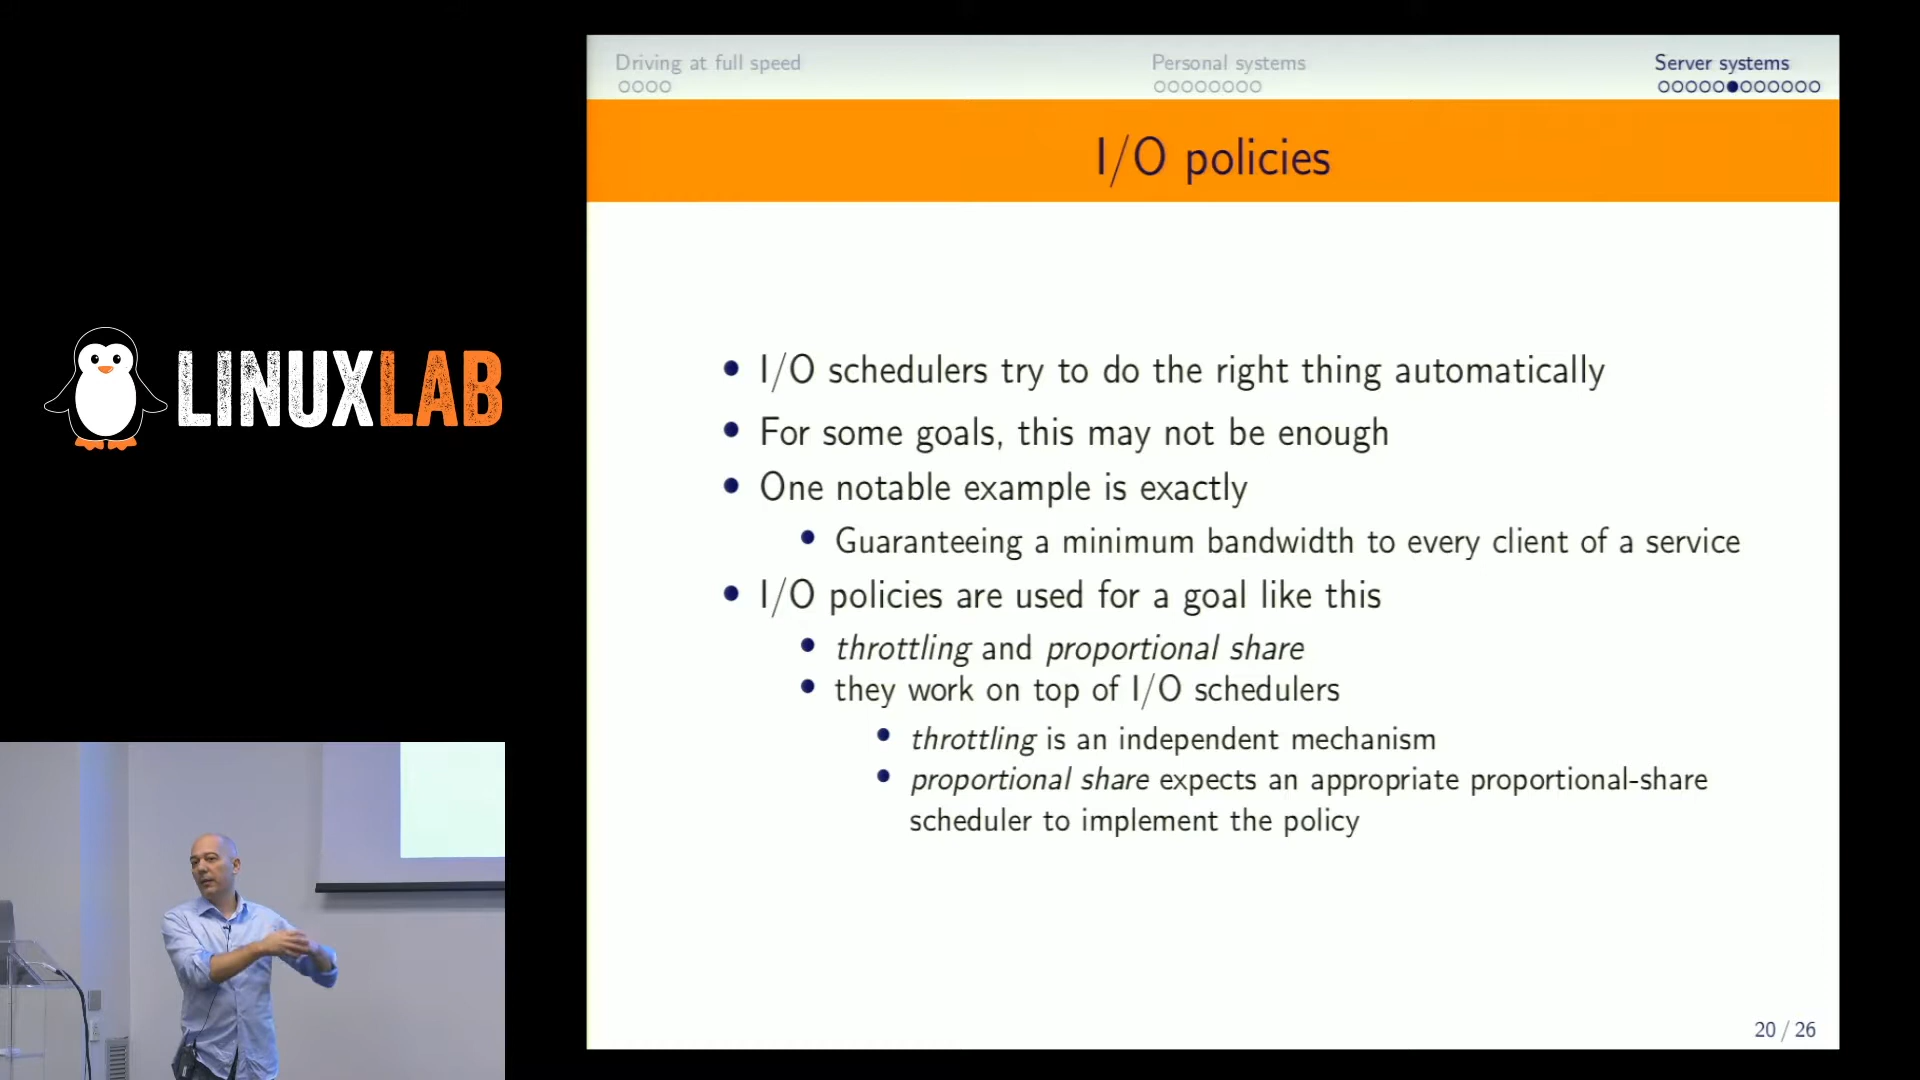 LINUXLAB
Driving at full speed
Personal systems
Server systems
I/O policies
I/O schedulers try to do the right thing automatically
For some goals, this may not be enough
One notable example is exactly
Guaranteeing a minimum bandwidth to every client of a service
I/O policies are used for a goal like this
throttling and proportional share
they work on top of I/O schedulers
throttling is an independent mechanism
proportional share expects an appropriate proportional-share
scheduler to implement the policy
20 / 26